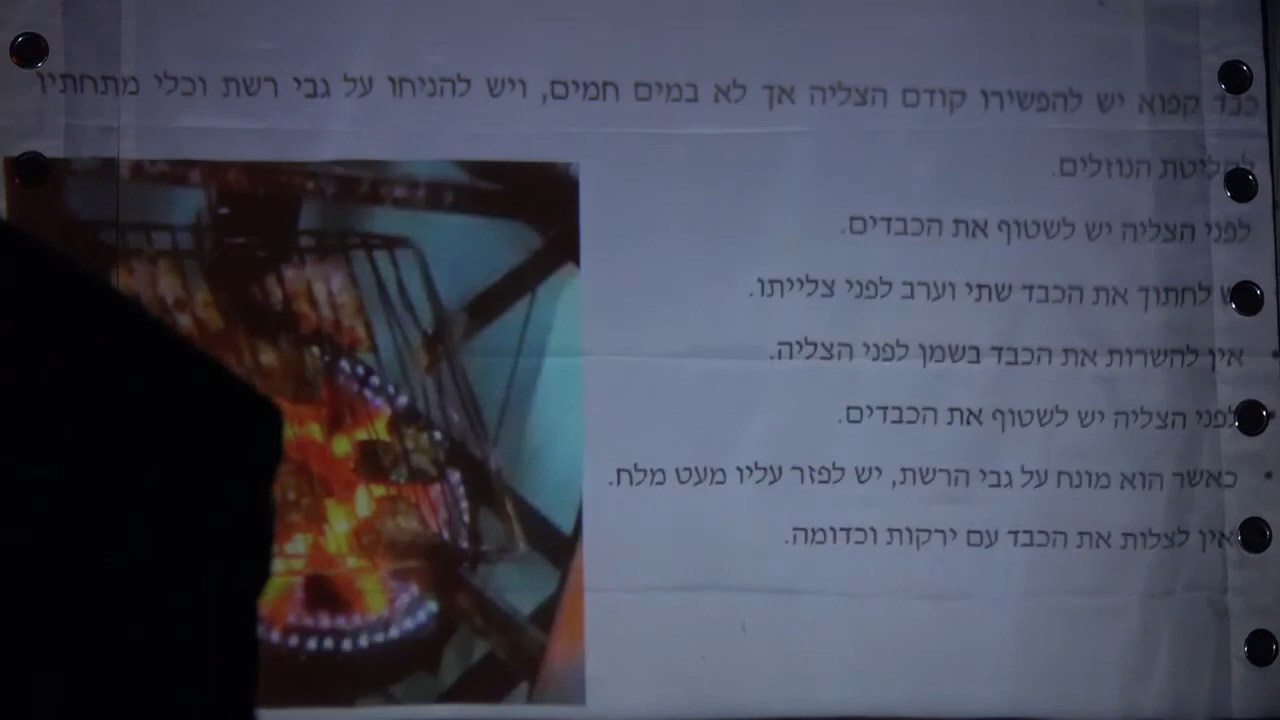 כבד קפוא יש להפשירו קודם הצליה אך לא במים חמים, ויש להניחו על גבי רשת וכלי מתחתיו
לקליטת הנוזלים.
לפני הצליה יש לשטוף את הכבדים.
יש לחתוך את הכבד שתי וערב לפני צלייתו.
• אין להשרות את הכבד בשמן לפני הצליה.
• לפני הצליה יש לשטוף את הכבדים.
• כאשר הוא מונח על גבי הרשת, יש לפזר עליו מעט מלח.
אין לצלות את הכבד עם ירקות וכדומה.